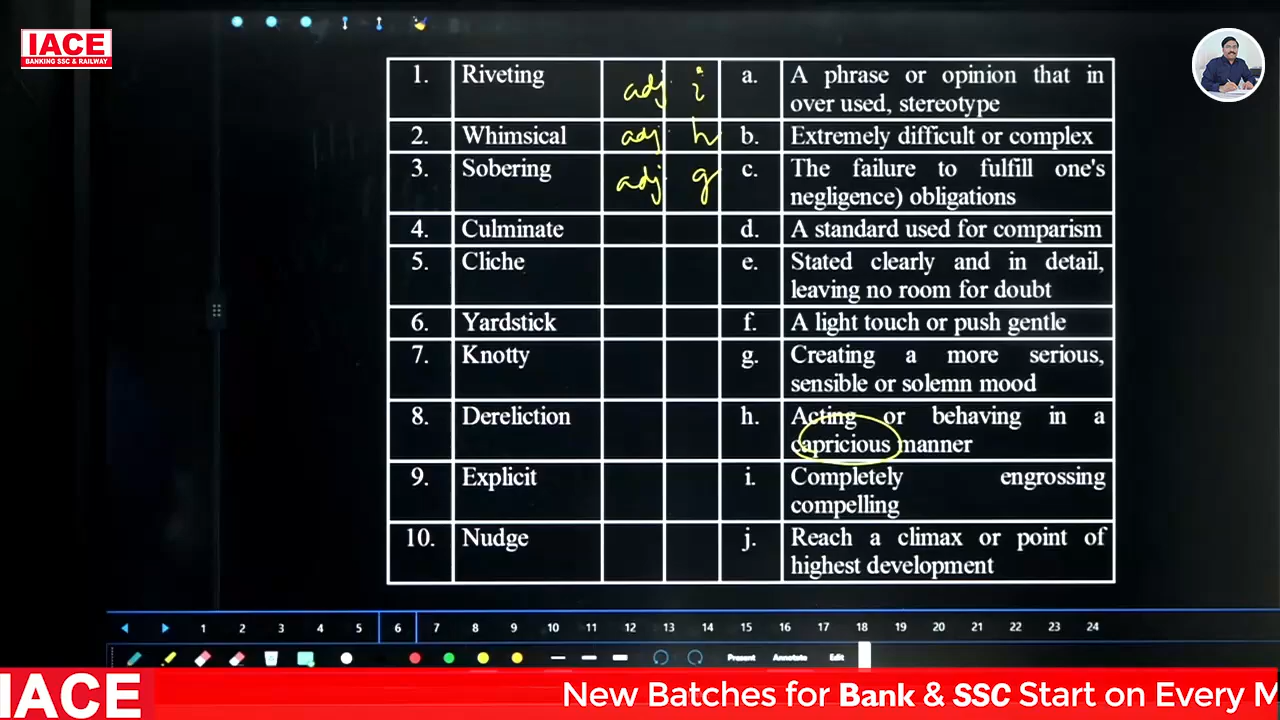 IACE
BANKING SSC & RAILWAY
1. Riveting adj i a. A phrase or opinion that in
over used, stereotype
2. Whimsical adj h b. Extremely difficult or complex
3. Sobering adj g c. The failure to fulfill one's
negligence) obligations
4. Culminate d. A standard used for comparism
5. Cliche e. Stated clearly and in detail,
leaving no room for doubt
6. Yardstick f. A light touch or push gentle
7. Knotty g. Creating a more serious,
sensible or solemn mood
8. Dereliction h. Acting or behaving in a
capricious manner
9. Explicit i. Completely engrossing
compelling
10. Nudge j. Reach a climax or point of
highest development
1 2 3 4 5 6 7 8 9 10 11 12 13 14 15 16 17 18 19 20 21 22 23 24
Present Annotate Edit
IACE New Batches for Bank & SSC Start on Every M